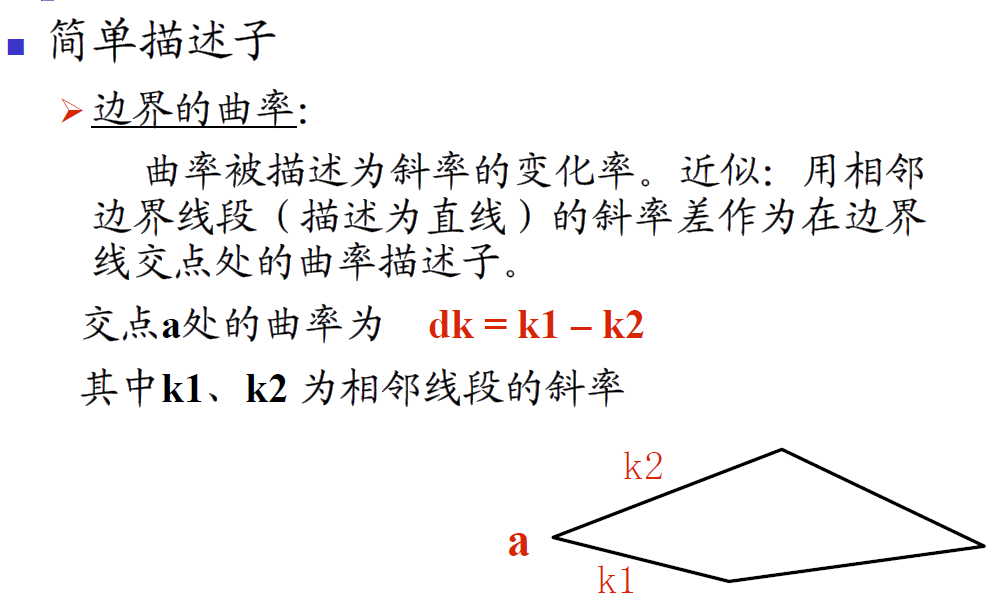 简单描述子
边界的曲率：
曲率被描述为斜率的变化率。近似：用相邻
边界线段（描述为直线）的斜率差作为在边界
线交点处的曲率描述子。
交点a处的曲率为 dk = k1 – k2
其中k1、k2 为相邻线段的斜率
k2
a
k1